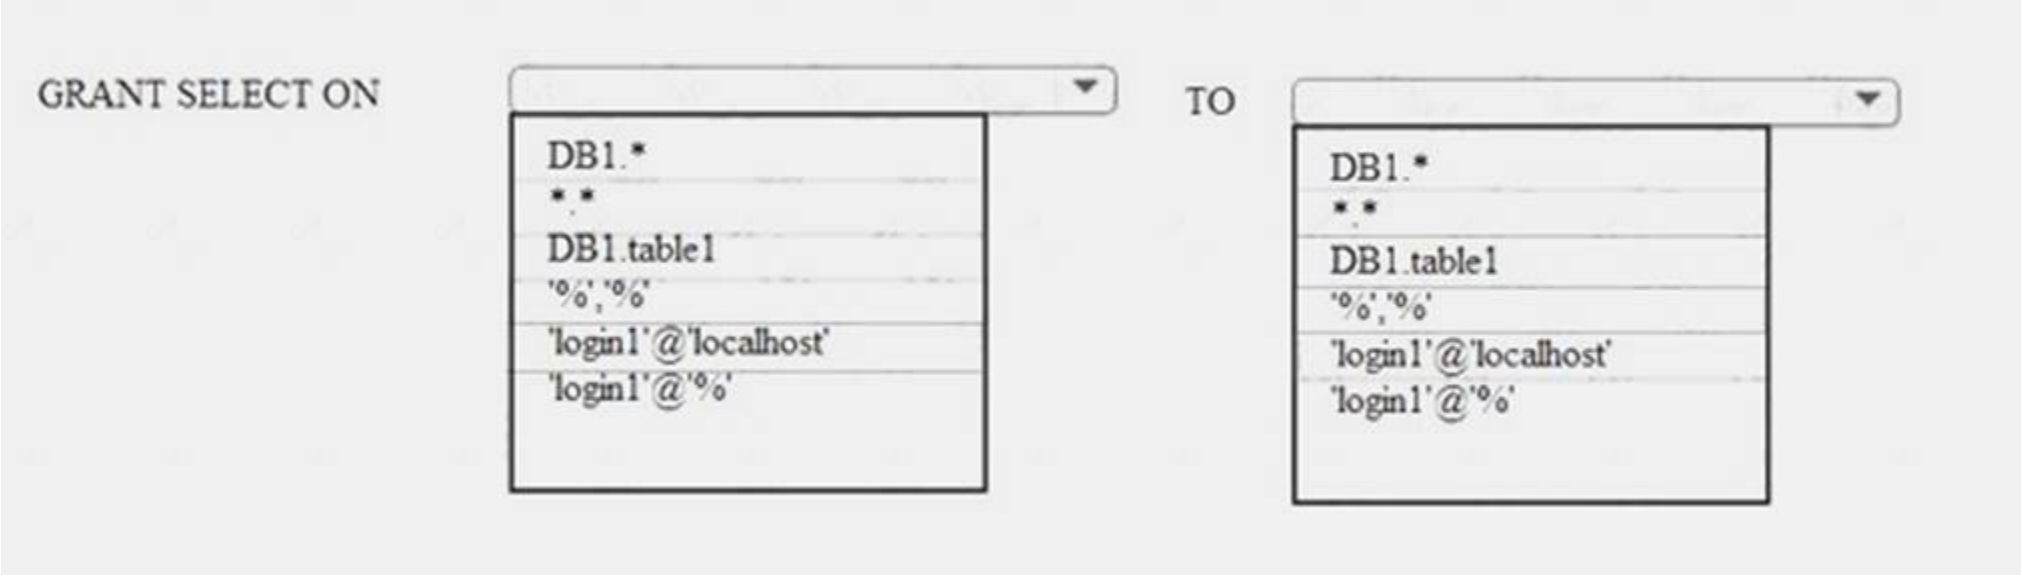 GRANT SELECT ON
TO
DB1.*
*.*
DB1.table1
'%','%'
'login1'@'localhost'
'login1'@'%'
DB1.*
*.*
DB1.table1
'%','%'
'login1'@'localhost'
'login1'@'%'